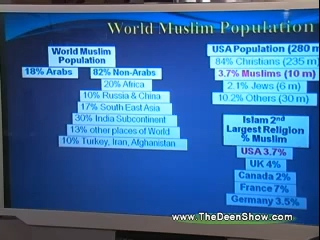 World Muslim Population
World Muslim
Population
18% Arabs
82% Non-Arabs
20% Africa
10% Russia & China
17% South East Asia
30% India Subcontinent
13% other places of World
10% Turkey, Iran, Afghanistan
USA Population (280 m
84% Christians (235 m)
3.7% Muslims (10 m)
2.1% Jews (6 m)
10.2% Others (30 m)
Islam 2nd
Largest Religion
% Muslim
USA 3.7%
UK 4%
Canada 2%
France 7%
Germany 3.5%
www.TheDeenShow.com